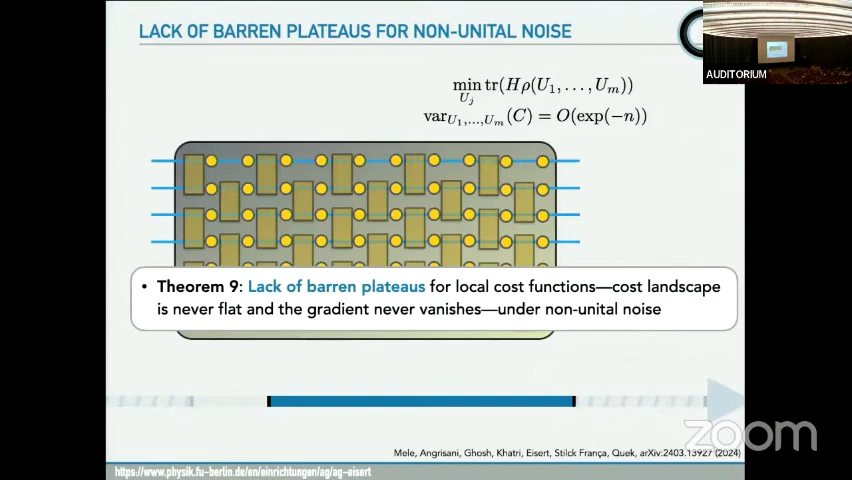 LACK OF BARREN PLATEAUS FOR NON-UNITAL NOISE
AUDITORIUM
min tr(Hρ(U₁, . . . , Uₘ))
Uⱼ
var_{U₁,...,Uₘ}(C) = O(exp(−n))
• Theorem 9: Lack of barren plateaus for local cost functions—cost landscape
is never flat and the gradient never vanishes—under non-unital noise
zoom
Mele, Angrisani, Ghosh, Khatri, Eisert, Stilck França, Quek, arXiv:2403.13927 (2024)
https://www.physik.fu-berlin.de/en/einrichtungen/ag/ag-eisert